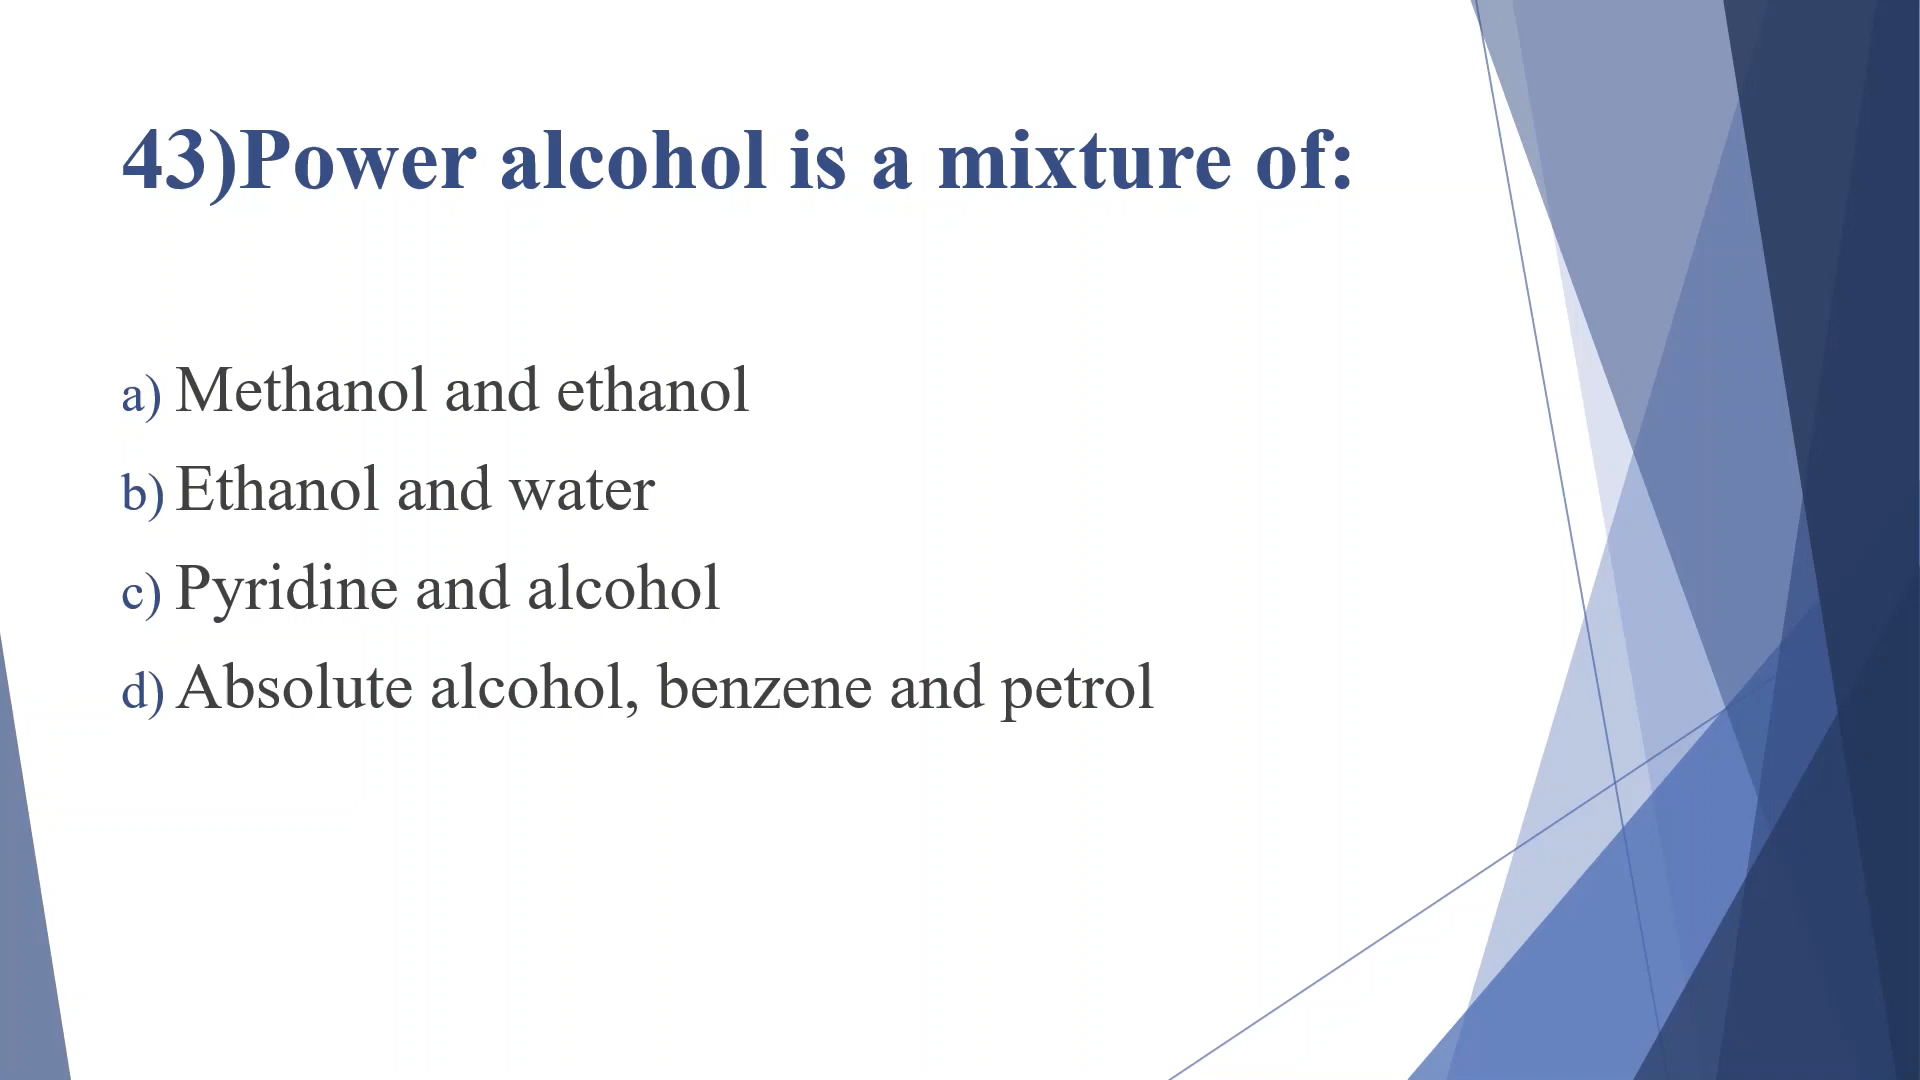 43)Power alcohol is a mixture of:
a) Methanol and ethanol
b) Ethanol and water
c) Pyridine and alcohol
d) Absolute alcohol, benzene and petrol